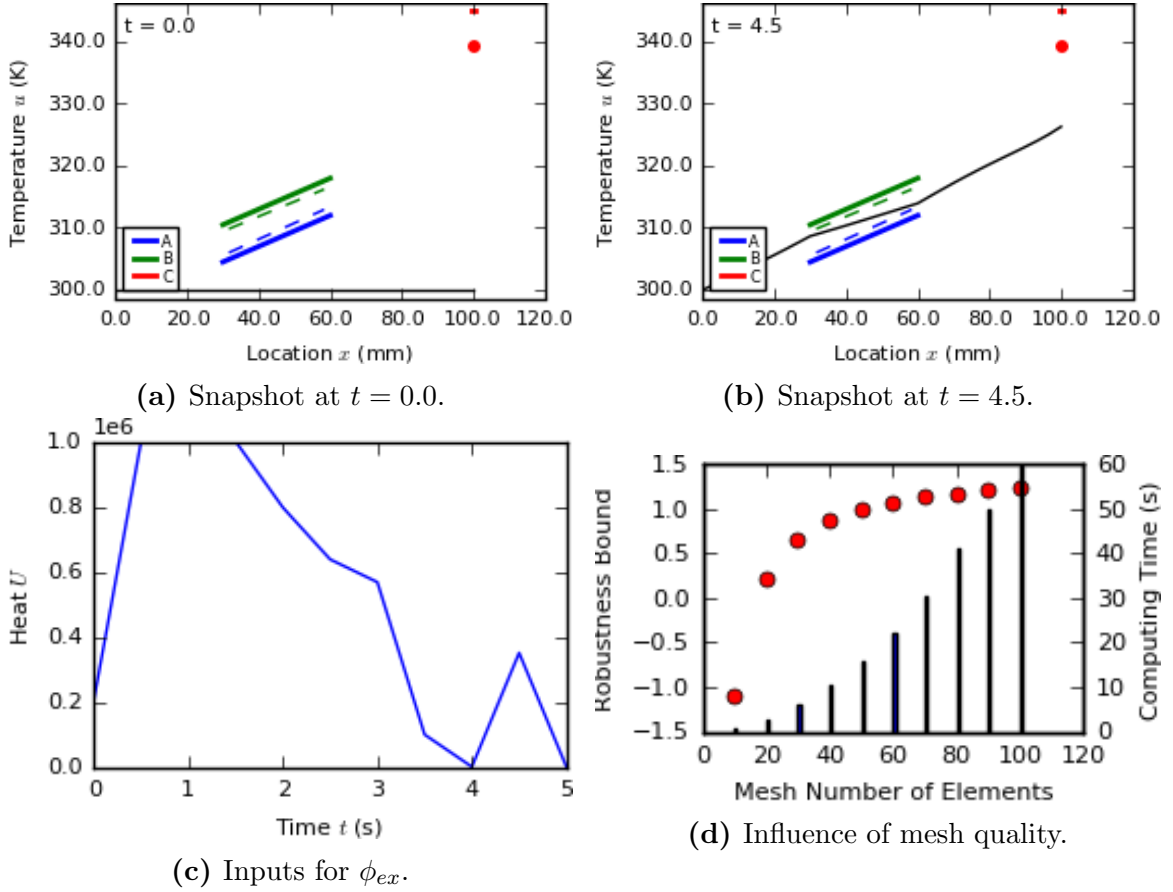 t = 0.0
Temperature u (K)
340.0
330.0
320.0
310.0
300.0
A
B
C
0.0 20.0 40.0 60.0 80.0 100.0 120.0
Location x (mm)
(a) Snapshot at t = 0.0.
t = 4.5
Temperature u (K)
340.0
330.0
320.0
310.0
300.0
A
B
C
0.0 20.0 40.0 60.0 80.0 100.0 120.0
Location x (mm)
(b) Snapshot at t = 4.5.
1e6
Heat U
1.0
0.8
0.6
0.4
0.2
0.0
0 1 2 3 4 5
Time t (s)
(c) Inputs for ϕex.
Robustness Bound
1.5
1.0
0.5
0.0
−0.5
−1.0
−1.5
60
50
40
30
20
10
0
Computing Time (s)
0 20 40 60 80 100 120
Mesh Number of Elements
(d) Influence of mesh quality.